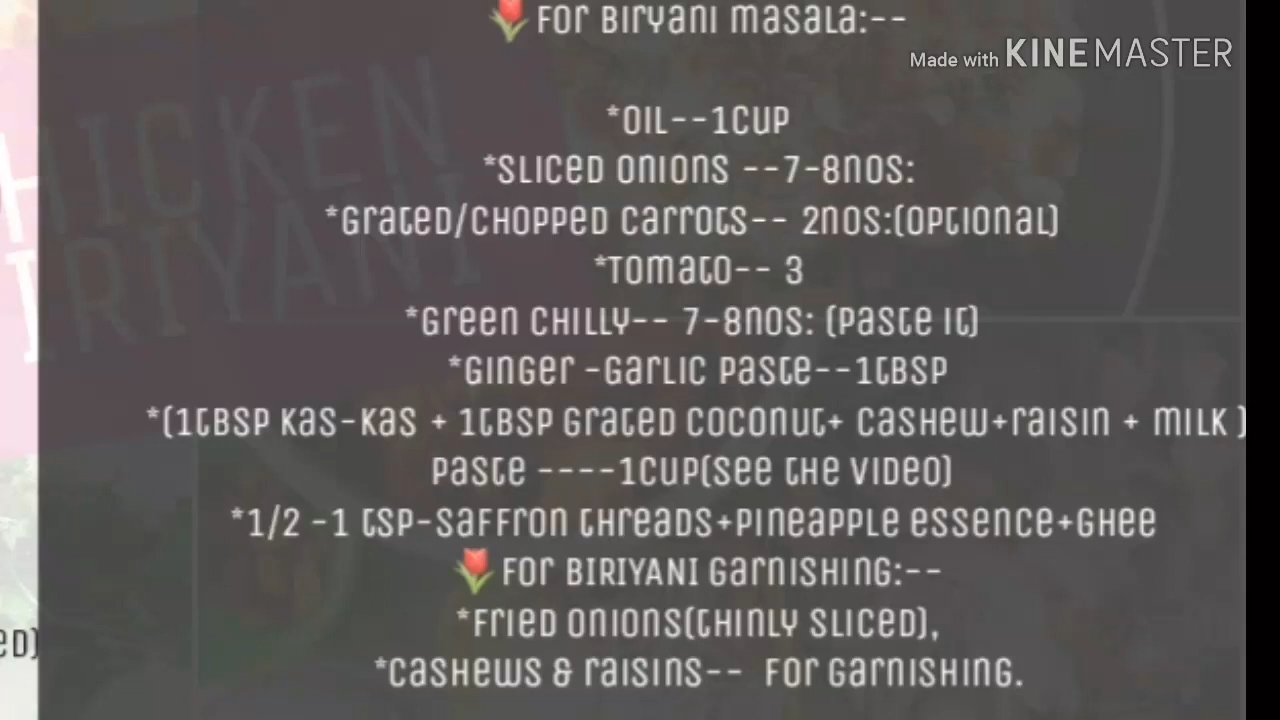 🌷For Biryani masala:--
Made with KINEMASTER
*OIL--1CUP
*Sliced onions --7-8nos:
*Grated/chopped carrots-- 2nos:(optional)
*Tomato-- 3
*Green chilly-- 7-8nos: (paste it)
*Ginger -garlic paste--1tbsp
*(1tbsp kas-kas + 1tbsp grated coconut+ cashew+raisin + milk )
paste ----1cup(see the video)
*1/2 -1 tsp-saffron threads+pineapple essence+ghee
🌷For BIRIYANI garnishing:--
*Fried onions(thinly sliced),
*cashews & raisins-- for garnishing.
CHICKEN
BIRIYANI
ed)